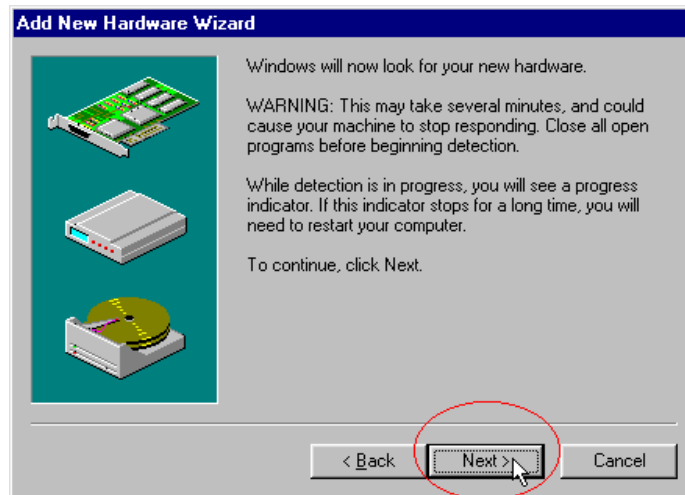 Add New Hardware Wizard
Windows will now look for your new hardware.
WARNING: This may take several minutes, and could
cause your machine to stop responding. Close all open
programs before beginning detection.
While detection is in progress, you will see a progress
indicator. If this indicator stops for a long time, you will
need to restart your computer.
To continue, click Next.
< Back Next > Cancel